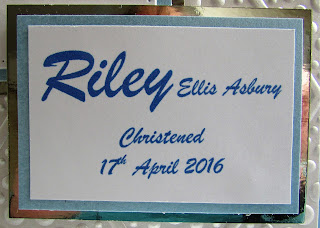 Riley Ellis Asbury
Christened
17th April 2016